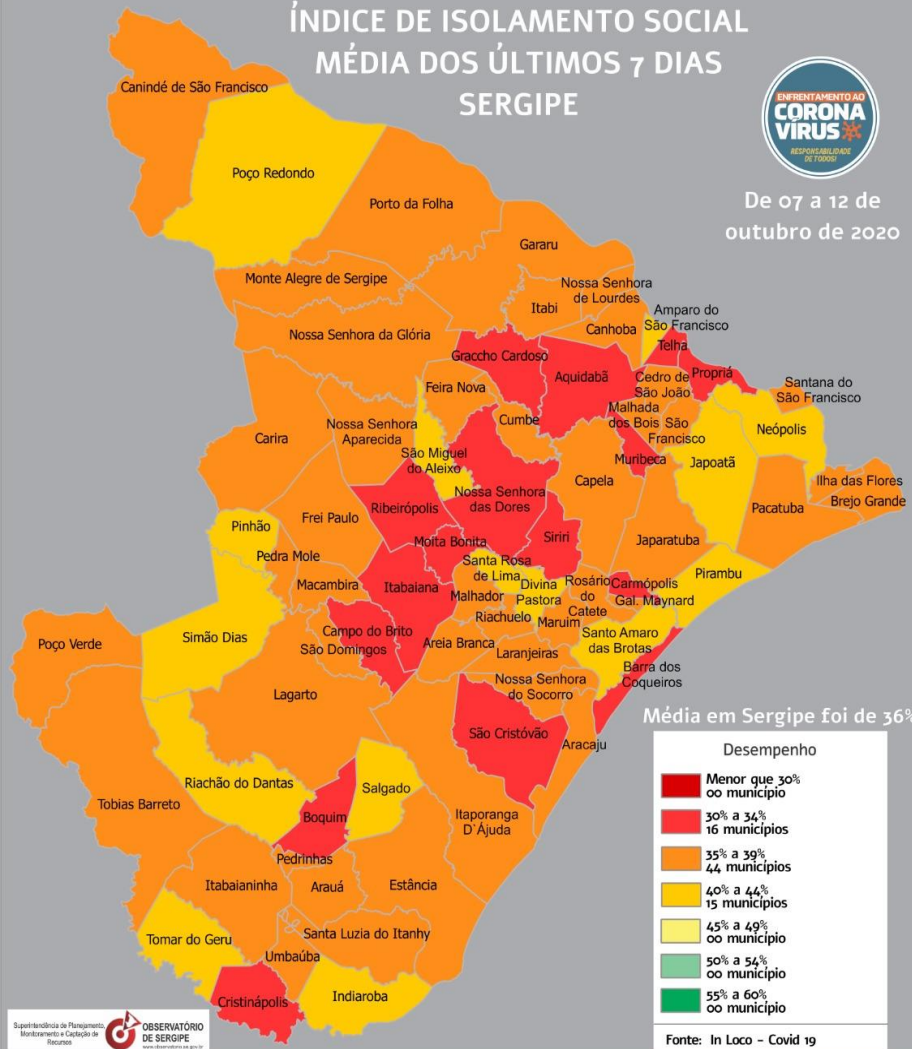 ÍNDICE DE ISOLAMENTO SOCIAL
MÉDIA DOS ÚLTIMOS 7 DIAS
SERGIPE
ENFRENTAMENTO AO
CORONA
VÍRUS
RESPONSABILIDADE
DE TODOS!
De 07 a 12 de
outubro de 2020
Canindé de São Francisco
Poço Redondo
Porto da Folha
Gararu
Monte Alegre de Sergipe
Nossa Senhora
de Lourdes
Itabi
Amparo do
São Francisco
Canhoba
Nossa Senhora da Glória
Telha
Graccho Cardoso
Propriá
Aquidabã
Cedro de
São João
Santana do
São Francisco
Feira Nova
Malhada
dos Bois
São
Francisco
Cumbe
Neópolis
Nossa Senhora
Aparecida
Carira
São Miguel
do Aleixo
Muribeca
Japoatã
Capela
Ilha das Flores
Brejo Grande
Nossa Senhora
das Dores
Pacatuba
Ribeirópolis
Frei Paulo
Pinhão
Siriri
Japaratuba
Moita Bonita
Pedra Mole
Santa Rosa
de Lima
Pirambu
Macambira
Itabaiana
Divina
Pastora
Rosário
do
Catete
Carmópolis
Malhador
Gal. Maynard
Riachuelo
Maruim
Campo do Brito
Simão Dias
Poço Verde
São Domingos
Areia Branca
Santo Amaro
das Brotas
Laranjeiras
Barra dos
Coqueiros
Nossa Senhora
do Socorro
Lagarto
São Cristóvão
Aracaju
Riachão do Dantas
Salgado
Tobias Barreto
Boquim
Itaporanga
D´Ájuda
Pedrinhas
Itabaianinha
Arauá
Estância
Santa Luzia do Itanhy
Tomar do Geru
Umbaúba
Cristinápolis
Indiaroba
Média em Sergipe foi de 36%
Desempenho
Menor que 30%
00 município
30% a 34%
16 municípios
35% a 39%
44 municípios
40% a 44%
15 municípios
45% a 49%
00 município
50% a 54%
00 município
55% a 60%
00 município
Fonte: In Loco - Covid 19
Superintendência de Planejamento,
Monitoramento e Captação de
Recursos
OBSERVATÓRIO
DE SERGIPE